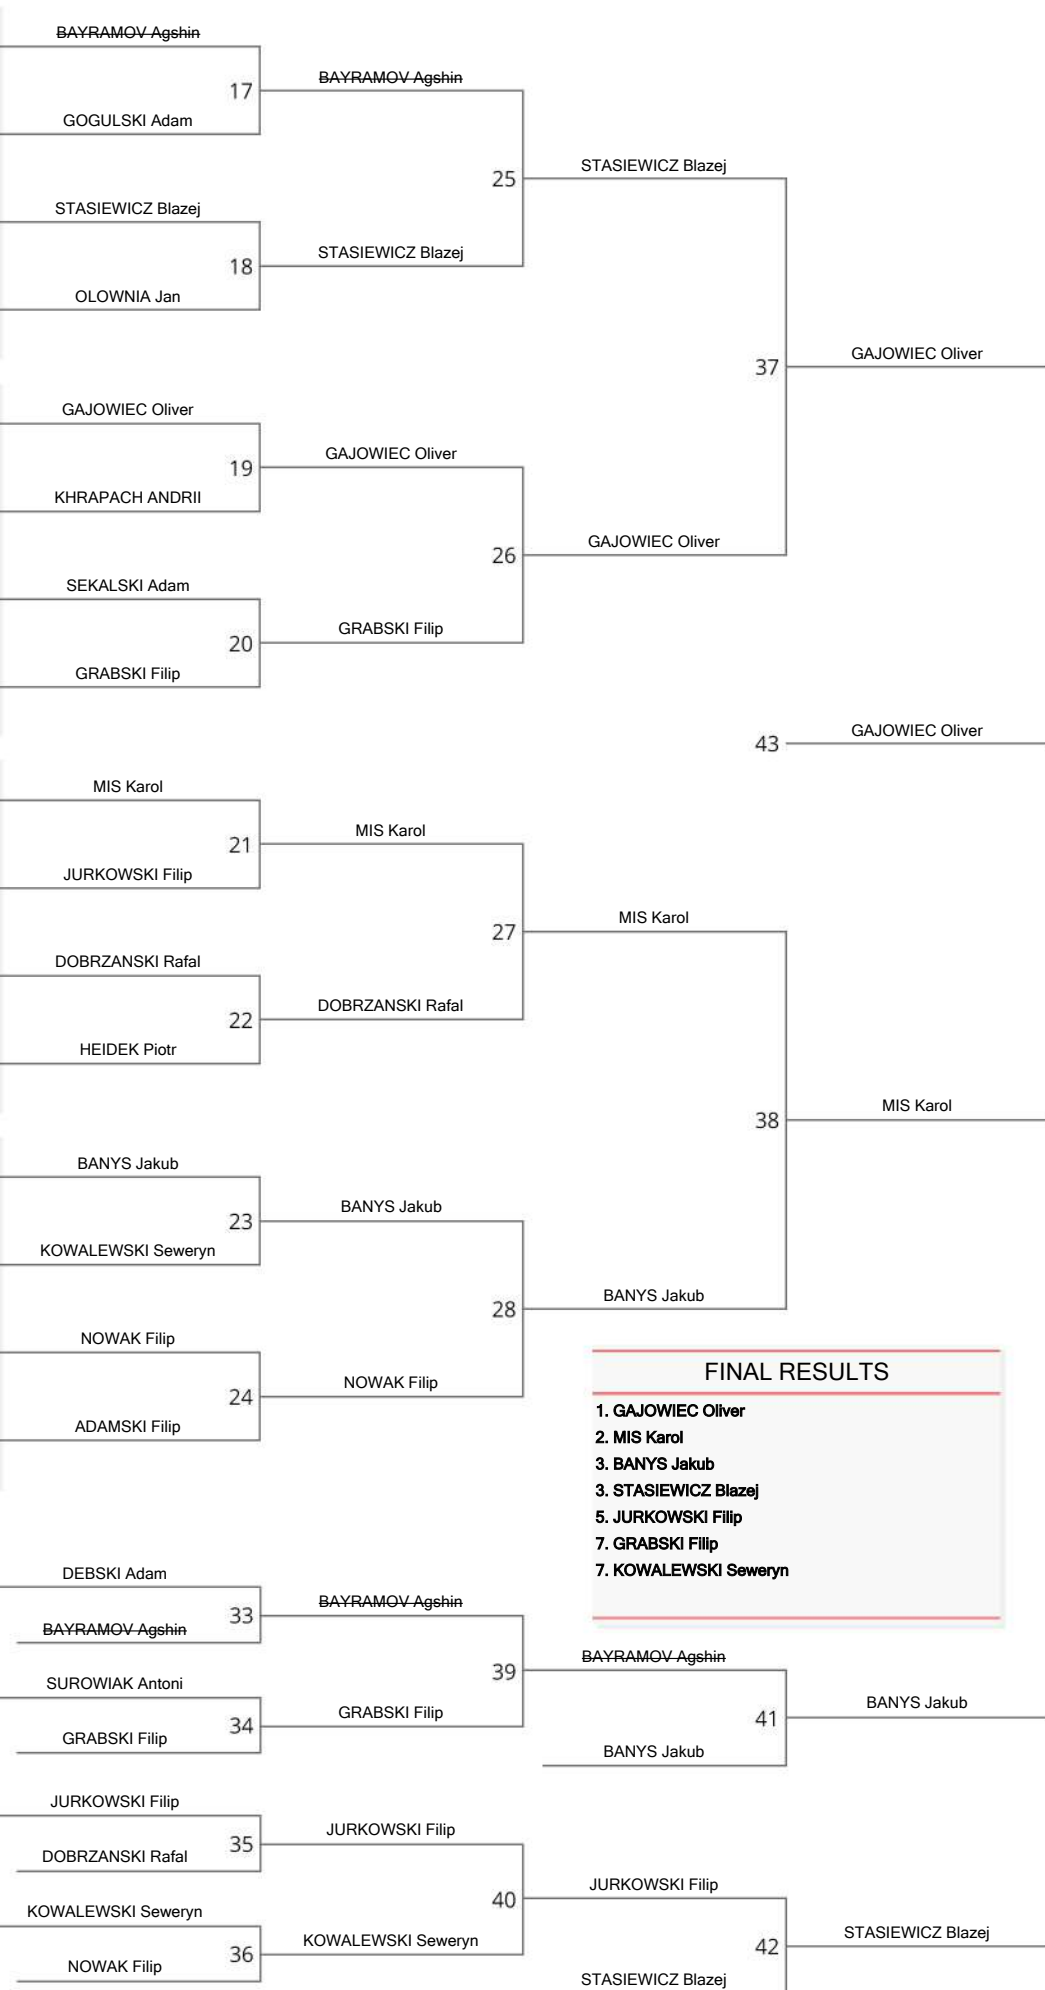 BAYRAMOV Agshin
17
BAYRAMOV Agshin
GOGULSKI Adam
25
STASIEWICZ Blazej
STASIEWICZ Blazej
18
STASIEWICZ Blazej
OLOWNIA Jan
37
GAJOWIEC Oliver
GAJOWIEC Oliver
19
GAJOWIEC Oliver
KHRAPACH ANDRII
26
GAJOWIEC Oliver
SEKALSKI Adam
20
GRABSKI Filip
GRABSKI Filip
43
GAJOWIEC Oliver
MIS Karol
21
MIS Karol
JURKOWSKI Filip
27
MIS Karol
DOBRZANSKI Rafal
22
DOBRZANSKI Rafal
HEIDEK Piotr
38
MIS Karol
BANYS Jakub
23
BANYS Jakub
KOWALEWSKI Seweryn
28
BANYS Jakub
NOWAK Filip
24
NOWAK Filip
ADAMSKI Filip
FINAL RESULTS
1. GAJOWIEC Oliver
2. MIS Karol
3. BANYS Jakub
3. STASIEWICZ Blazej
5. JURKOWSKI Filip
7. GRABSKI Filip
7. KOWALEWSKI Seweryn
DEBSKI Adam
33
BAYRAMOV Agshin
BAYRAMOV Agshin
39
BAYRAMOV Agshin
SUROWIAK Antoni
34
GRABSKI Filip
GRABSKI Filip
41
BANYS Jakub
BANYS Jakub
JURKOWSKI Filip
35
JURKOWSKI Filip
DOBRZANSKI Rafal
40
JURKOWSKI Filip
KOWALEWSKI Seweryn
36
KOWALEWSKI Seweryn
NOWAK Filip
42
STASIEWICZ Blazej
STASIEWICZ Blazej